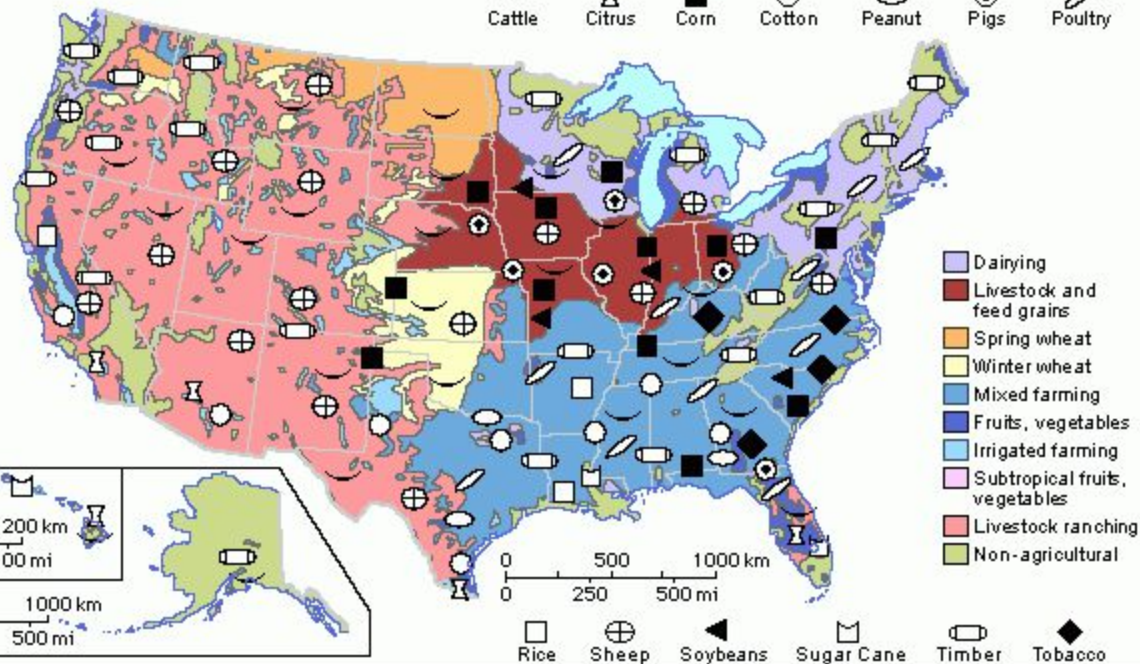 Cattle Citrus Corn Cotton Peanut Pigs Poultry
Dairying
Livestock and
feed grains
Spring wheat
Winter wheat
Mixed farming
Fruits, vegetables
Irrigated farming
Subtropical fruits,
vegetables
Livestock ranching
Non-agricultural
200 km
00 mi
1000 km
500 mi
0 500 1000 km
0 250 500 mi
Rice Sheep Soybeans Sugar Cane Timber Tobacco